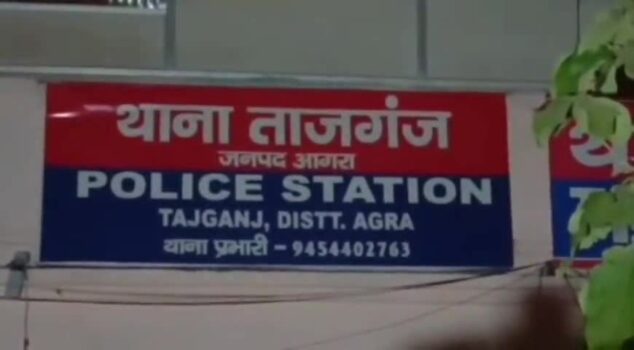 थाना ताजगंज
जनपद आगरा
POLICE STATION
TAJGANJ, DISTT. AGRA
थाना प्रभारी - 9454402763